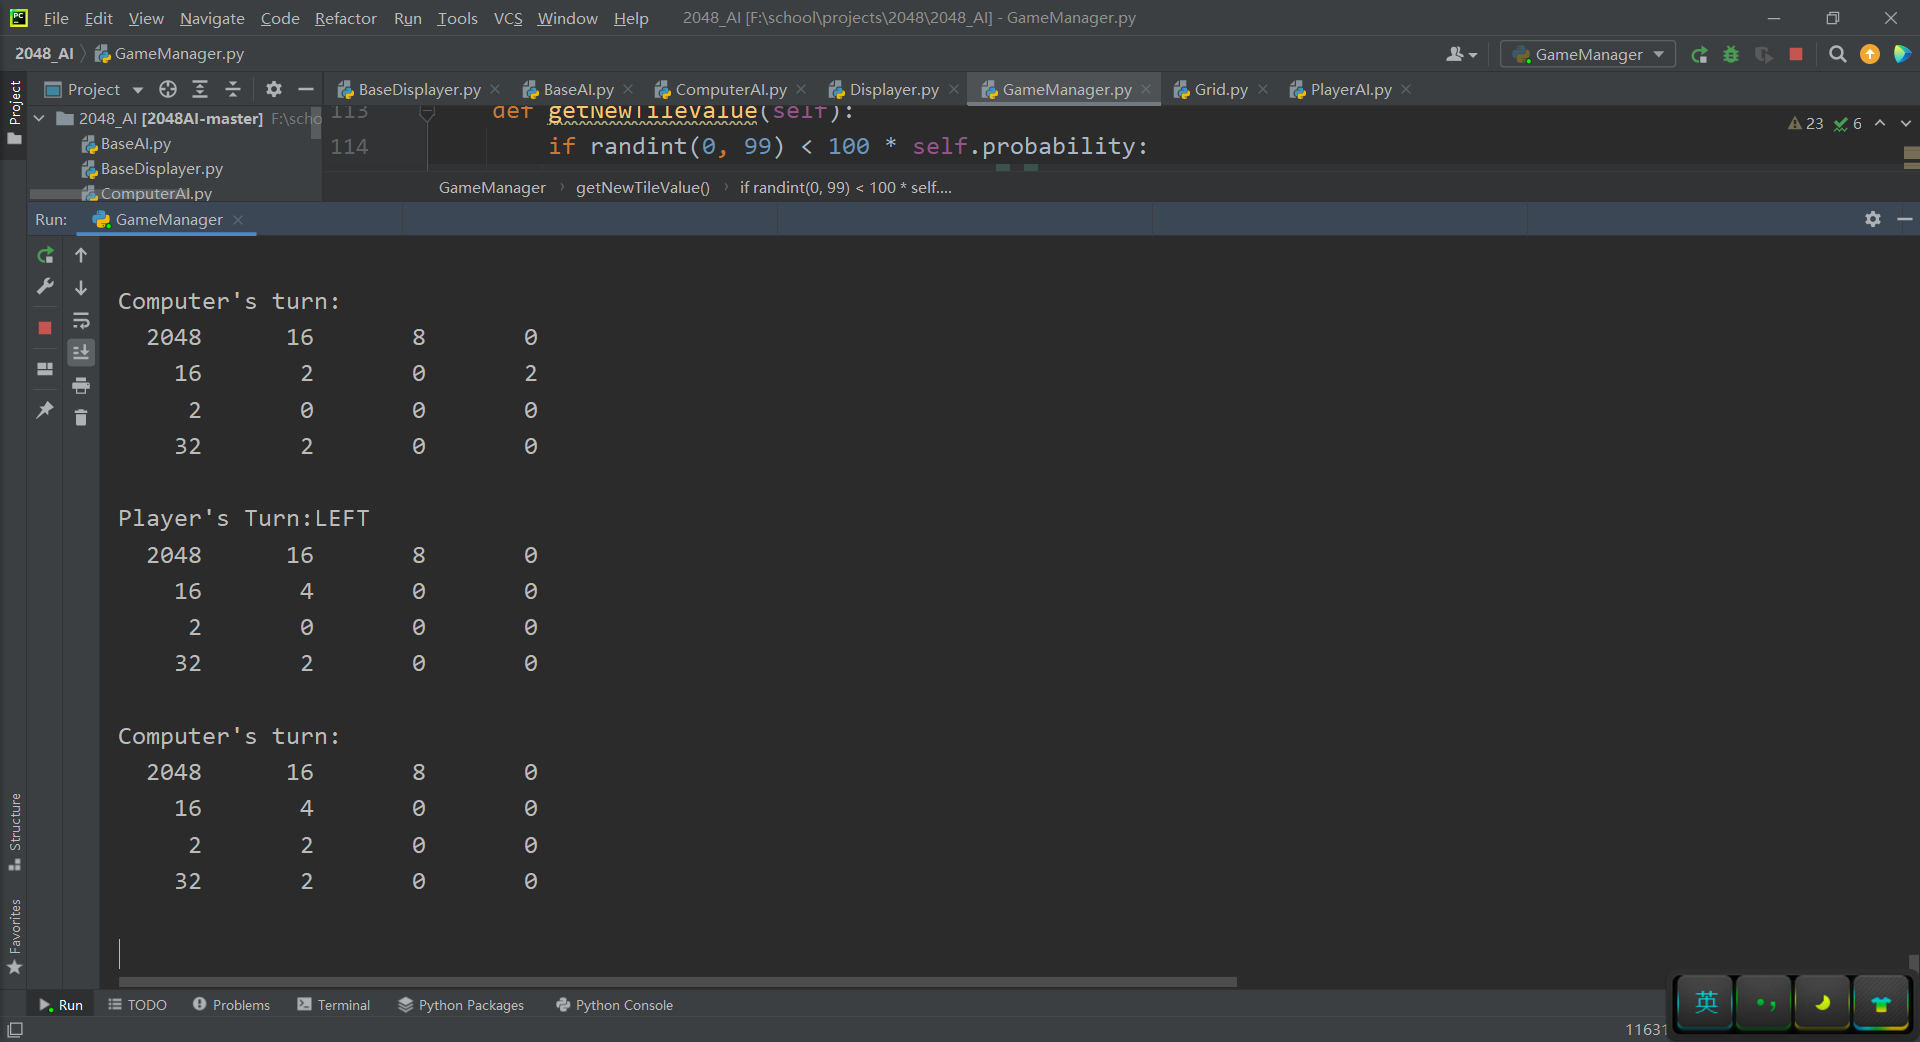 File Edit View Navigate Code Refactor Run Tools VCS Window Help 2048_AI [F:\school\projects\2048\2048_AI] - GameManager.py
2048_AI GameManager.py GameManager
Project BaseDisplayer.py BaseAI.py ComputerAI.py Displayer.py GameManager.py Grid.py PlayerAI.py
Project
2048_AI [2048AI-master] F:\scho
BaseAI.py
BaseDisplayer.py
ComputerAI.py
113 def getNewTileValue(self):
114 if randint(0, 99) < 100 * self.probability:
23 6
GameManager › getNewTileValue() › if randint(0, 99) < 100 * self....
Run: GameManager
Computer's turn:
2048 16 8 0
16 2 0 2
2 0 0 0
32 2 0 0
Player's Turn:LEFT
2048 16 8 0
16 4 0 0
2 0 0 0
32 2 0 0
Computer's turn:
2048 16 8 0
16 4 0 0
2 2 0 0
32 2 0 0
Structure
Favorites
Run TODO Problems Terminal Python Packages Python Console
11631
英